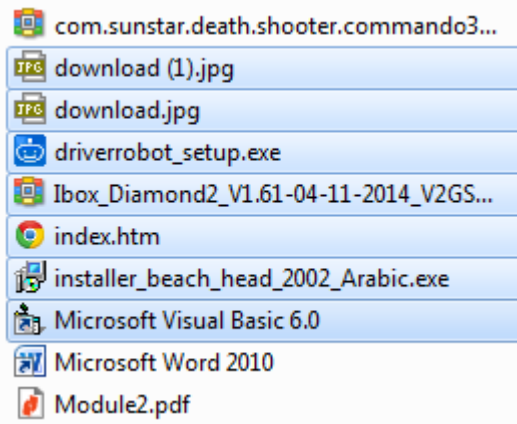 com.sunstar.death.shooter.commando3...
download (1).jpg
download.jpg
driverrobot_setup.exe
Ibox_Diamond2_V1.61-04-11-2014_V2GS...
index.htm
installer_beach_head_2002_Arabic.exe
Microsoft Visual Basic 6.0
Microsoft Word 2010
Module2.pdf